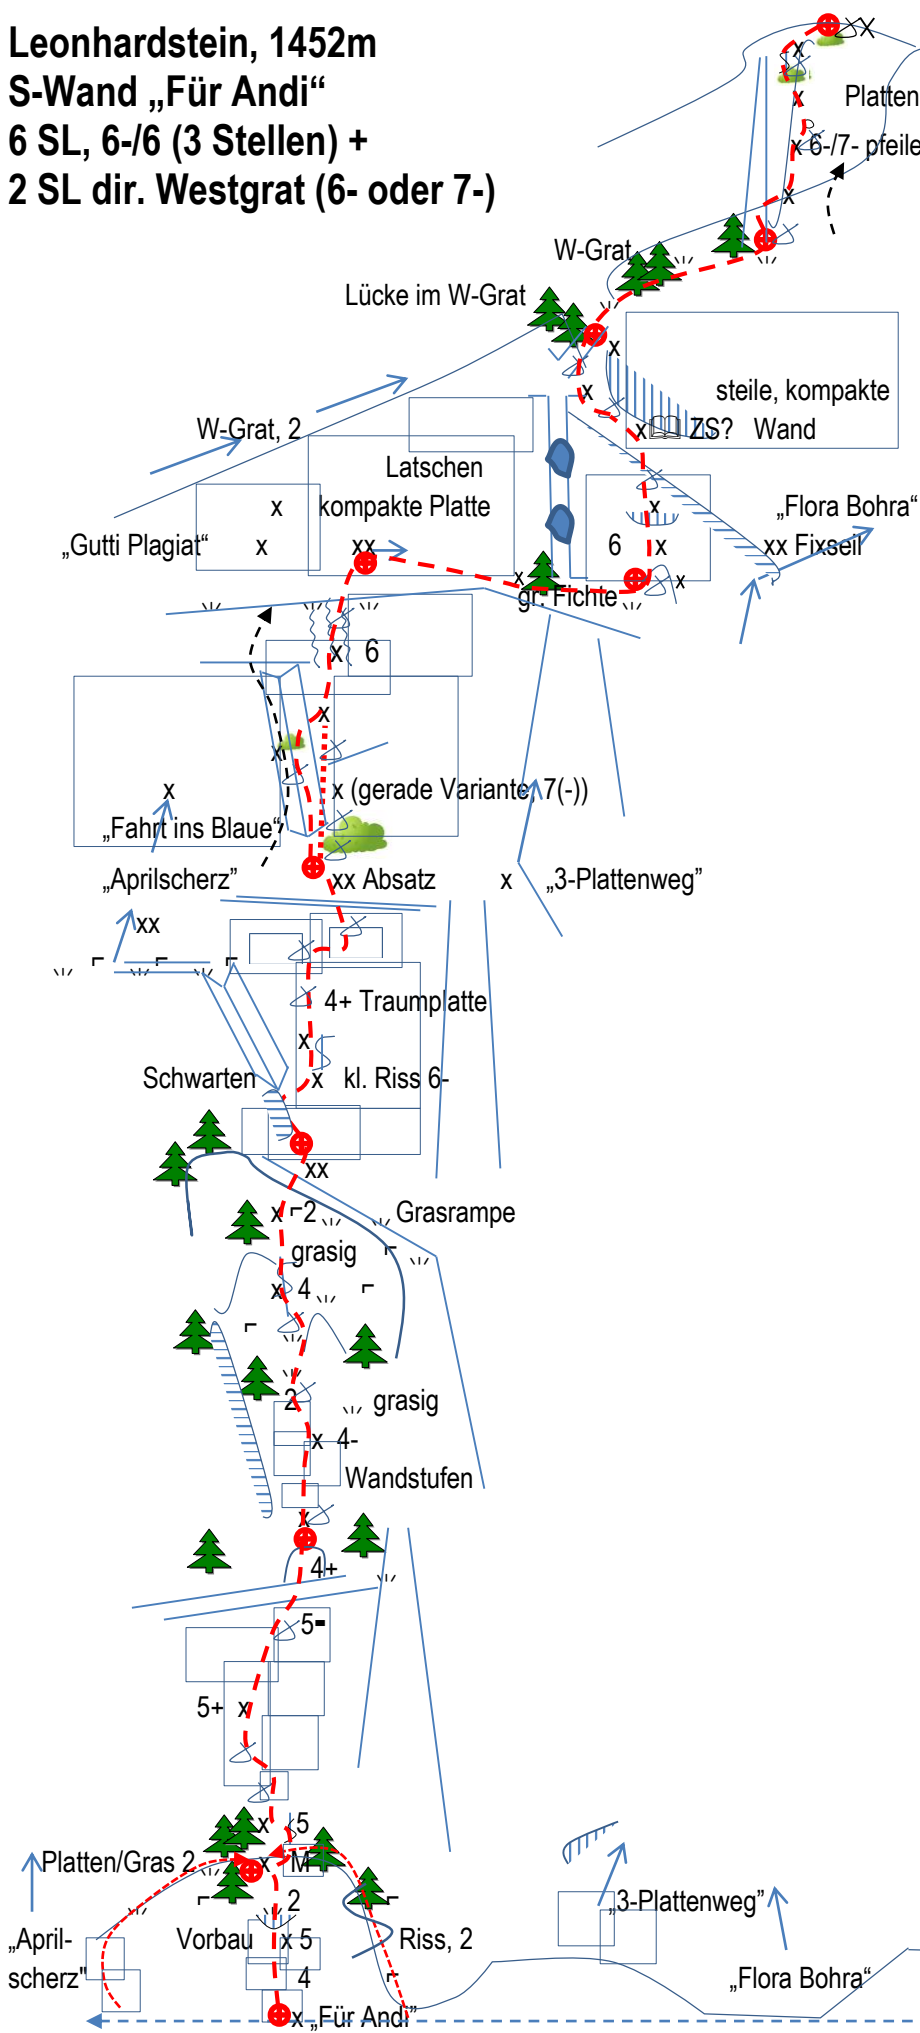 Leonhardstein, 1452m
S-Wand „Für Andi“
6 SL, 6-/6 (3 Stellen) +
2 SL dir. Westgrat (6- oder 7-)
X
x
x Platten
x 6-/7- pfeile
x
W-Grat
Lücke im W-Grat
x
x
steile, kompakte
W-Grat, 2
x ZS? Wand
Latschen
x kompakte Platte
x
„Flora Bohra“
„Gutti Plagiat“ x xx
6 x
xx Fixseil
x x
gr. Fichte
x 6
x
x
x x (gerade Variante, 7(-))
„Fahrt ins Blaue“
„Aprilscherz“
xx Absatz
x „3-Plattenweg“
xx
4+ Traumplatte
x
Schwarten
x kl. Riss 6-
xx
x 2
Grasrampe
grasig
x 4
2
grasig
x 4-
Wandstufen
x
4+
5-
5+ x
x 5
Platten/Gras 2
x M
2
„3-Plattenweg“
„April-
scherz"
Vorbau x 5
Riss, 2
4
„Flora Bohra“
x „Für Andi“